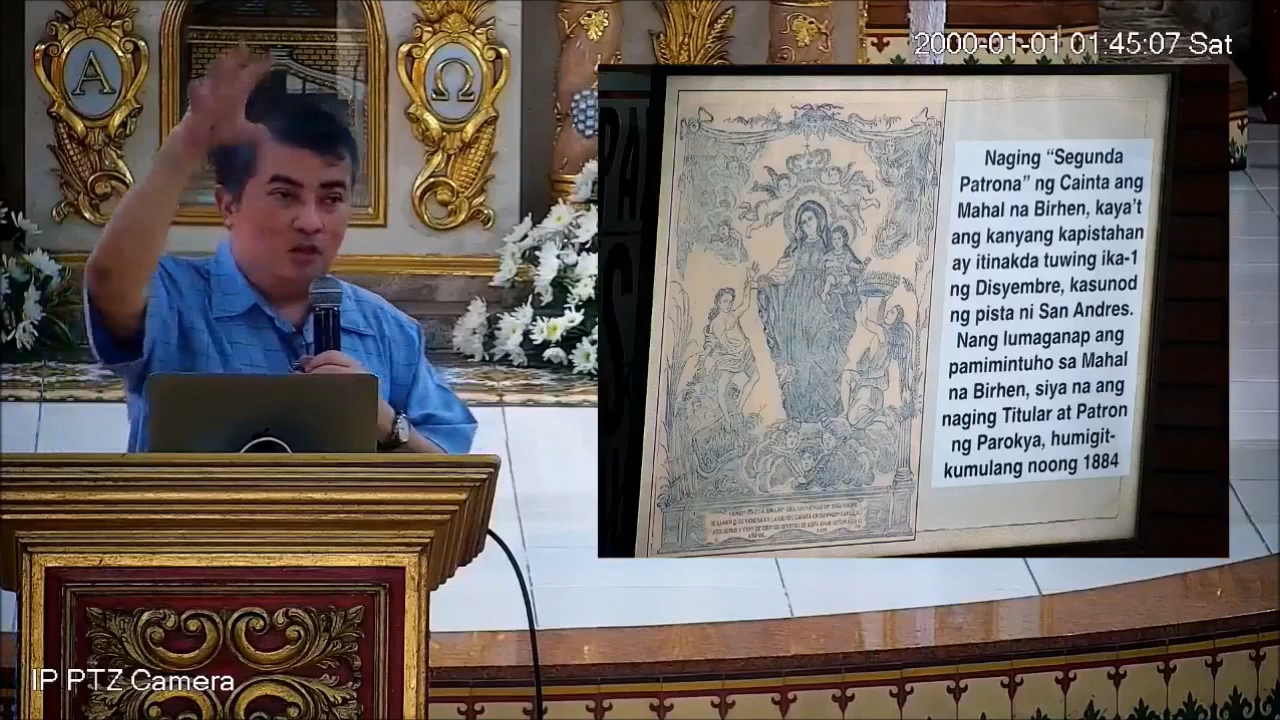 2000-01-01 01:45:07 Sat
Α
Ω
Naging “Segunda
Patrona” ng Cainta ang
Mahal na Birhen, kaya’t
ang kanyang kapistahan
ay itinakda tuwing ika-1
ng Disyembre, kasunod
ng pista ni San Andres.
Nang lumaganap ang
pamimintuho sa Mahal
na Birhen, siya na ang
naging Titular at Patron
ng Parokya, humigit-
kumulang noong 1884
IP PTZ Camera